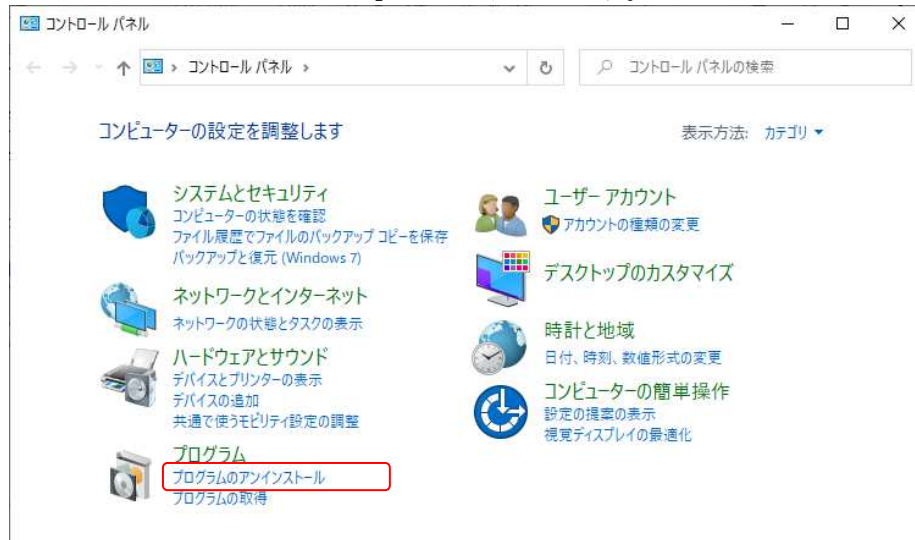 コントロール パネル
コントロール パネル
コントロール パネルの検索
コンピューターの設定を調整します
表示方法: カテゴリ
システムとセキュリティ
コンピューターの状態を確認
ファイル履歴でファイルのバックアップ コピーを保存
バックアップと復元 (Windows 7)
ネットワークとインターネット
ネットワークの状態とタスクの表示
ハードウェアとサウンド
デバイスとプリンターの表示
デバイスの追加
共通で使うモビリティ設定の調整
プログラム
プログラムのアンインストール
プログラムの取得
ユーザー アカウント
アカウントの種類の変更
デスクトップのカスタマイズ
時計と地域
日付、時刻、数値形式の変更
コンピューターの簡単操作
設定の提案の表示
視覚ディスプレイの最適化